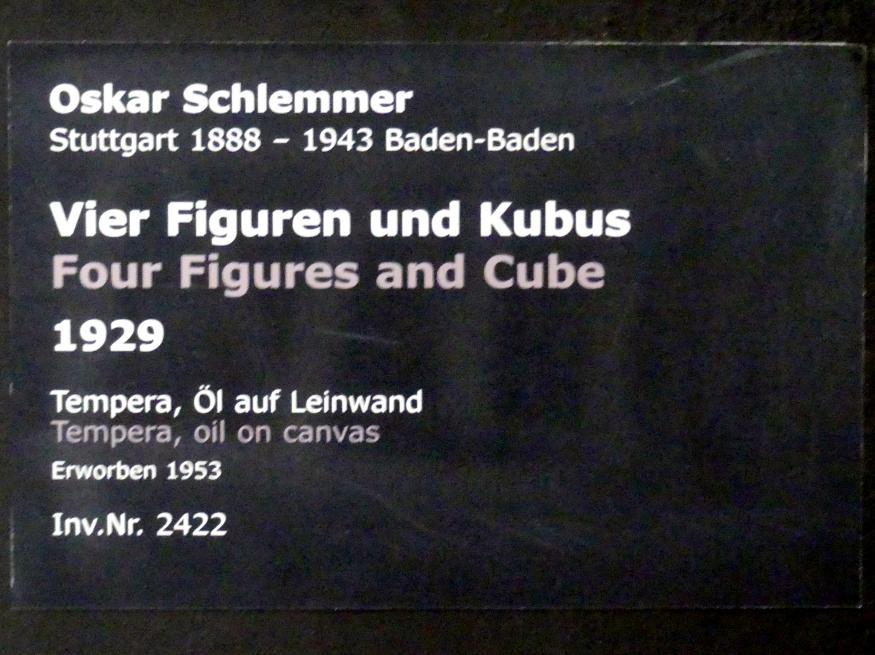 Oskar Schlemmer
Stuttgart 1888 – 1943 Baden-Baden
Vier Figuren und Kubus
Four Figures and Cube
1929
Tempera, Öl auf Leinwand
Tempera, oil on canvas
Erworben 1953
Inv.Nr. 2422